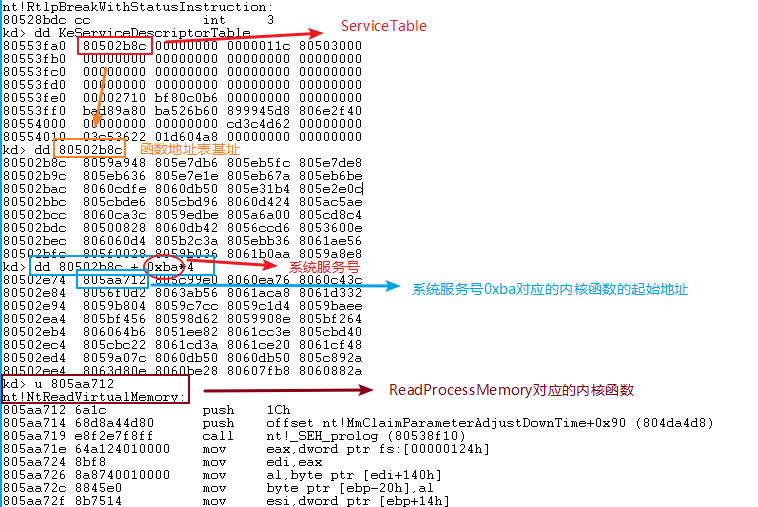 nt!RtlpBreakWithStatusInstruction:
80528bdc cc              int     3
ServiceTable
kd> dd KeServiceDescriptorTable
80553fa0  80502b8c 00000000 0000011c 80503000
80553fb0  00000000 00000000 00000000 00000000
80553fc0  00000000 00000000 00000000 00000000
80553fd0  00000000 00000000 00000000 00000000
80553fe0  00002710 bf80c0b6 00000000 00000000
80553ff0  bad89a80 ba526b60 899945d8 806e2f40
80554000  00000000 00000000 cd3c4d62 00000000
80554010  03c53622 01d604a8 00000000 00000000
kd> dd 80502b8c 函数地址表基址
80502b8c  8059a948 805e7db6 805eb5fc 805e7de8
80502b9c  805eb636 805e7e1e 805eb67a 805eb6be
80502bac  8060cdfe 8060db50 805e31b4 805e2e0c
80502bbc  805cbde6 805cbd96 8060d424 805ac5ae
80502bcc  8060ca3c 8059edbe 805a6a00 805cd8c4
80502bdc  80500828 8060db42 8056ccd6 8053600e
80502bec  806060d4 805b2c3a 805ebb36 8061ae56
80502bfc  805f0028 8059b036 8061b0aa 8059a8e8
kd> dd 80502b8c + 0xba*4 系统服务号
80502e74  805aa712 805c99e0 8060ea76 8060c43c
80502e84  8056f0d2 8063ab56 8061aca8 8061d332
系统服务号0xba对应的内核函数的起始地址
80502e94  8059b804 8059c7cc 8059c1d4 8059baee
80502ea4  805bf456 80598d62 8059908e 805bf264
80502eb4  806064b6 8051ee82 8061cc3e 805cbd40
80502ec4  805cbc22 8061cd3a 8061ce20 8061cf48
80502ed4  8059a07c 8060db50 8060db50 805c892a
80502ee4  8063d80e 8060be28 80607fb8 8060882a
kd> u 805aa712 ReadProcessMemory对应的内核函数
nt!NtReadVirtualMemory:
805aa712 6a1c            push    1Ch
805aa714 68d8a44d80      push    offset nt!MmClaimParameterAdjustDownTime+0x90 (804da4d8)
805aa719 e8f2e7f8ff      call    nt!_SEH_prolog (80538f10)
805aa71e 64a124010000    mov     eax,dword ptr fs:[00000124h]
805aa724 8bf8            mov     edi,eax
805aa726 8a8740010000    mov     al,byte ptr [edi+140h]
805aa72c 8845e0          mov     byte ptr [ebp-20h],al
805aa72f 8b7514          mov     esi,dword ptr [ebp+14h]